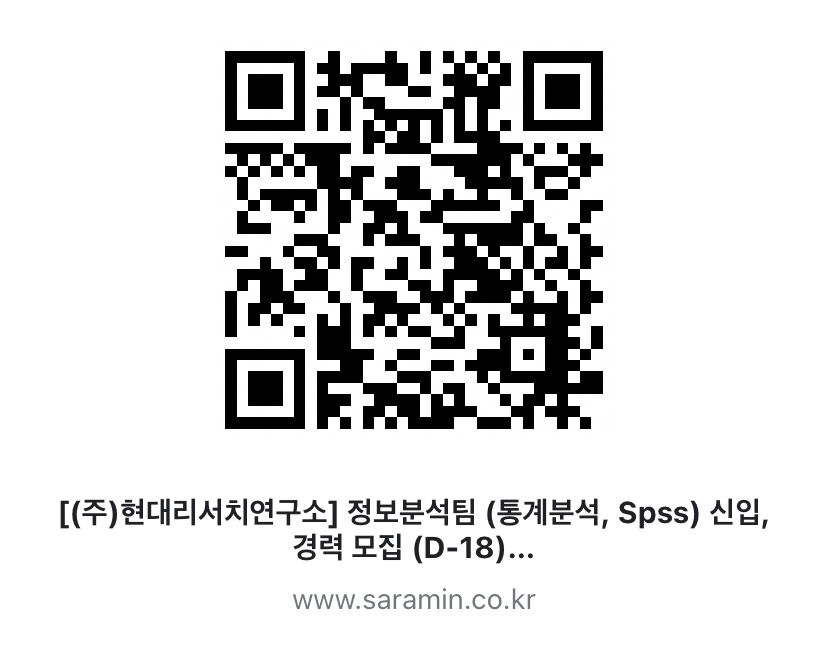 [(주)현대리서치연구소] 정보분석팀 (통계분석, Spss) 신입,
경력 모집 (D-18)...
www.saramin.co.kr